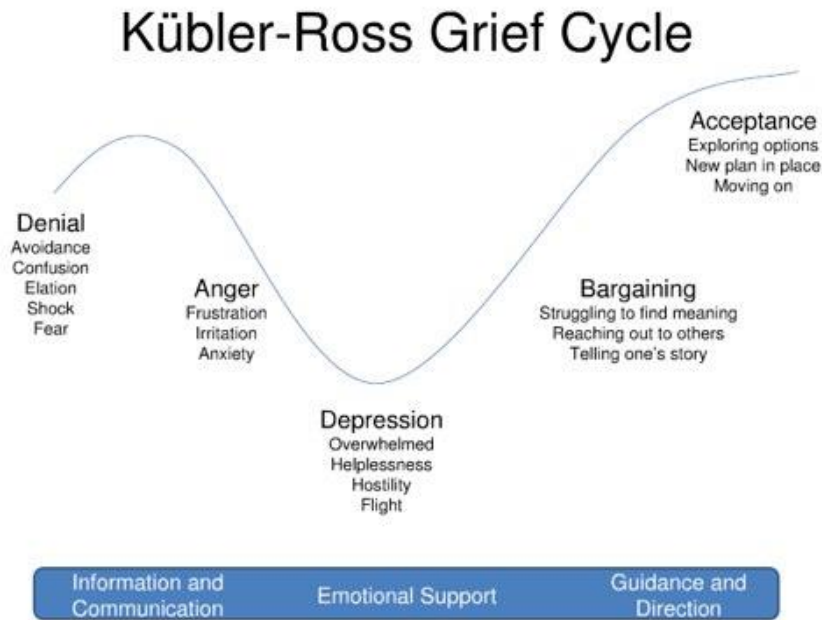 Kübler-Ross Grief Cycle
Denial
Avoidance
Confusion
Elation
Shock
Fear
Anger
Frustration
Irritation
Anxiety
Depression
Overwhelmed
Helplessness
Hostility
Flight
Bargaining
Struggling to find meaning
Reaching out to others
Telling one's story
Acceptance
Exploring options
New plan in place
Moving on
Information and
Communication
Emotional Support
Guidance and
Direction